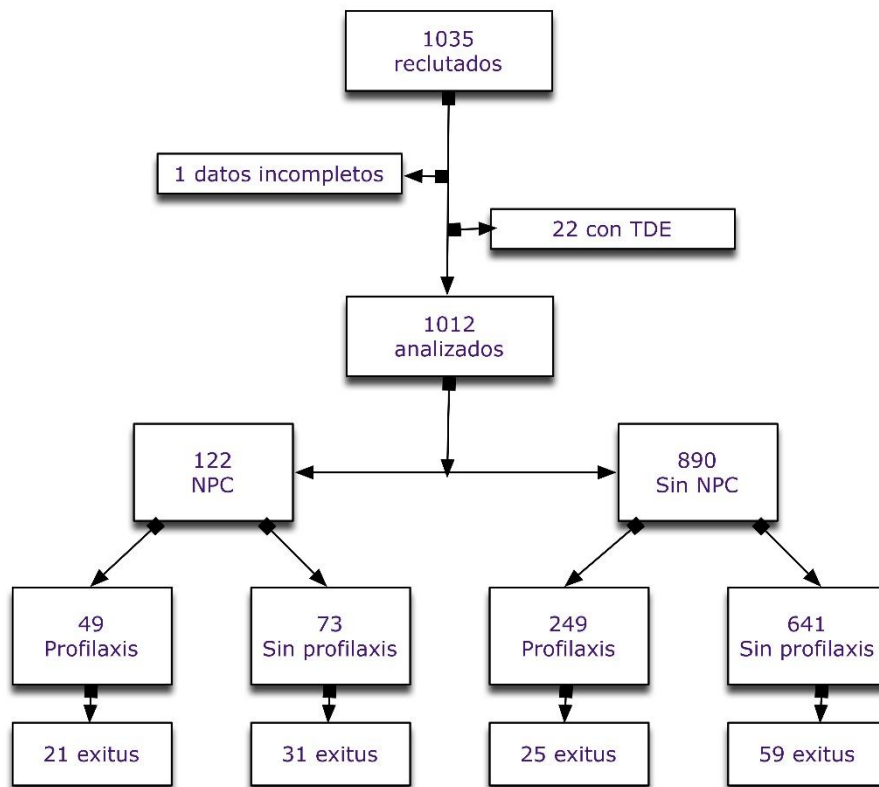 1035
reclutados
1 datos incompletos
22 con TDE
1012
analizados
122
NPC
890
Sin NPC
49
Profilaxis
73
Sin profilaxis
249
Profilaxis
641
Sin profilaxis
21 exitus
31 exitus
25 exitus
59 exitus